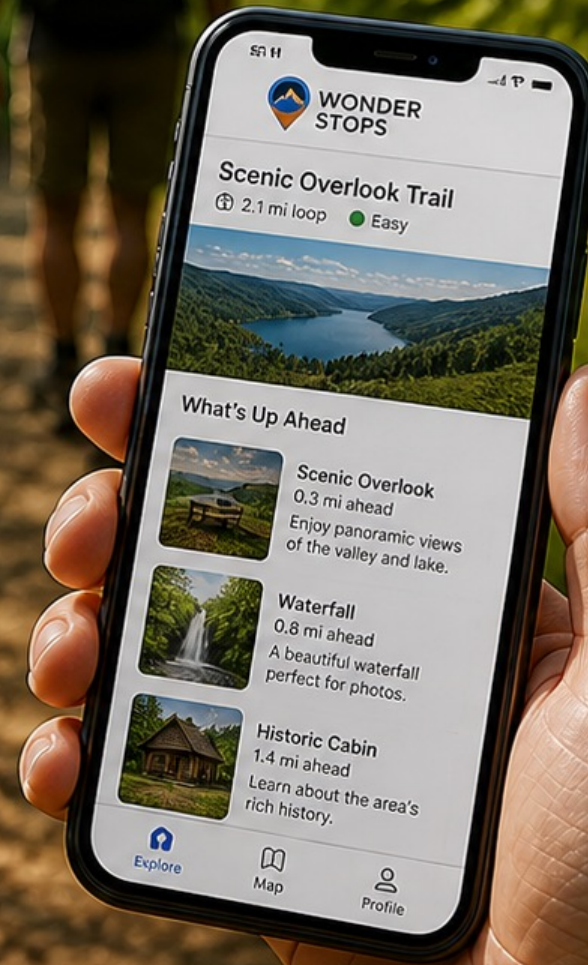 WONDER
STOPS
Scenic Overlook Trail
2.1 mi loop Easy
What's Up Ahead
Scenic Overlook
0.3 mi ahead
Enjoy panoramic views
of the valley and lake.
Waterfall
0.8 mi ahead
A beautiful waterfall
perfect for photos.
Historic Cabin
1.4 mi ahead
Learn about the area's
rich history.
Explore
Map
Profile